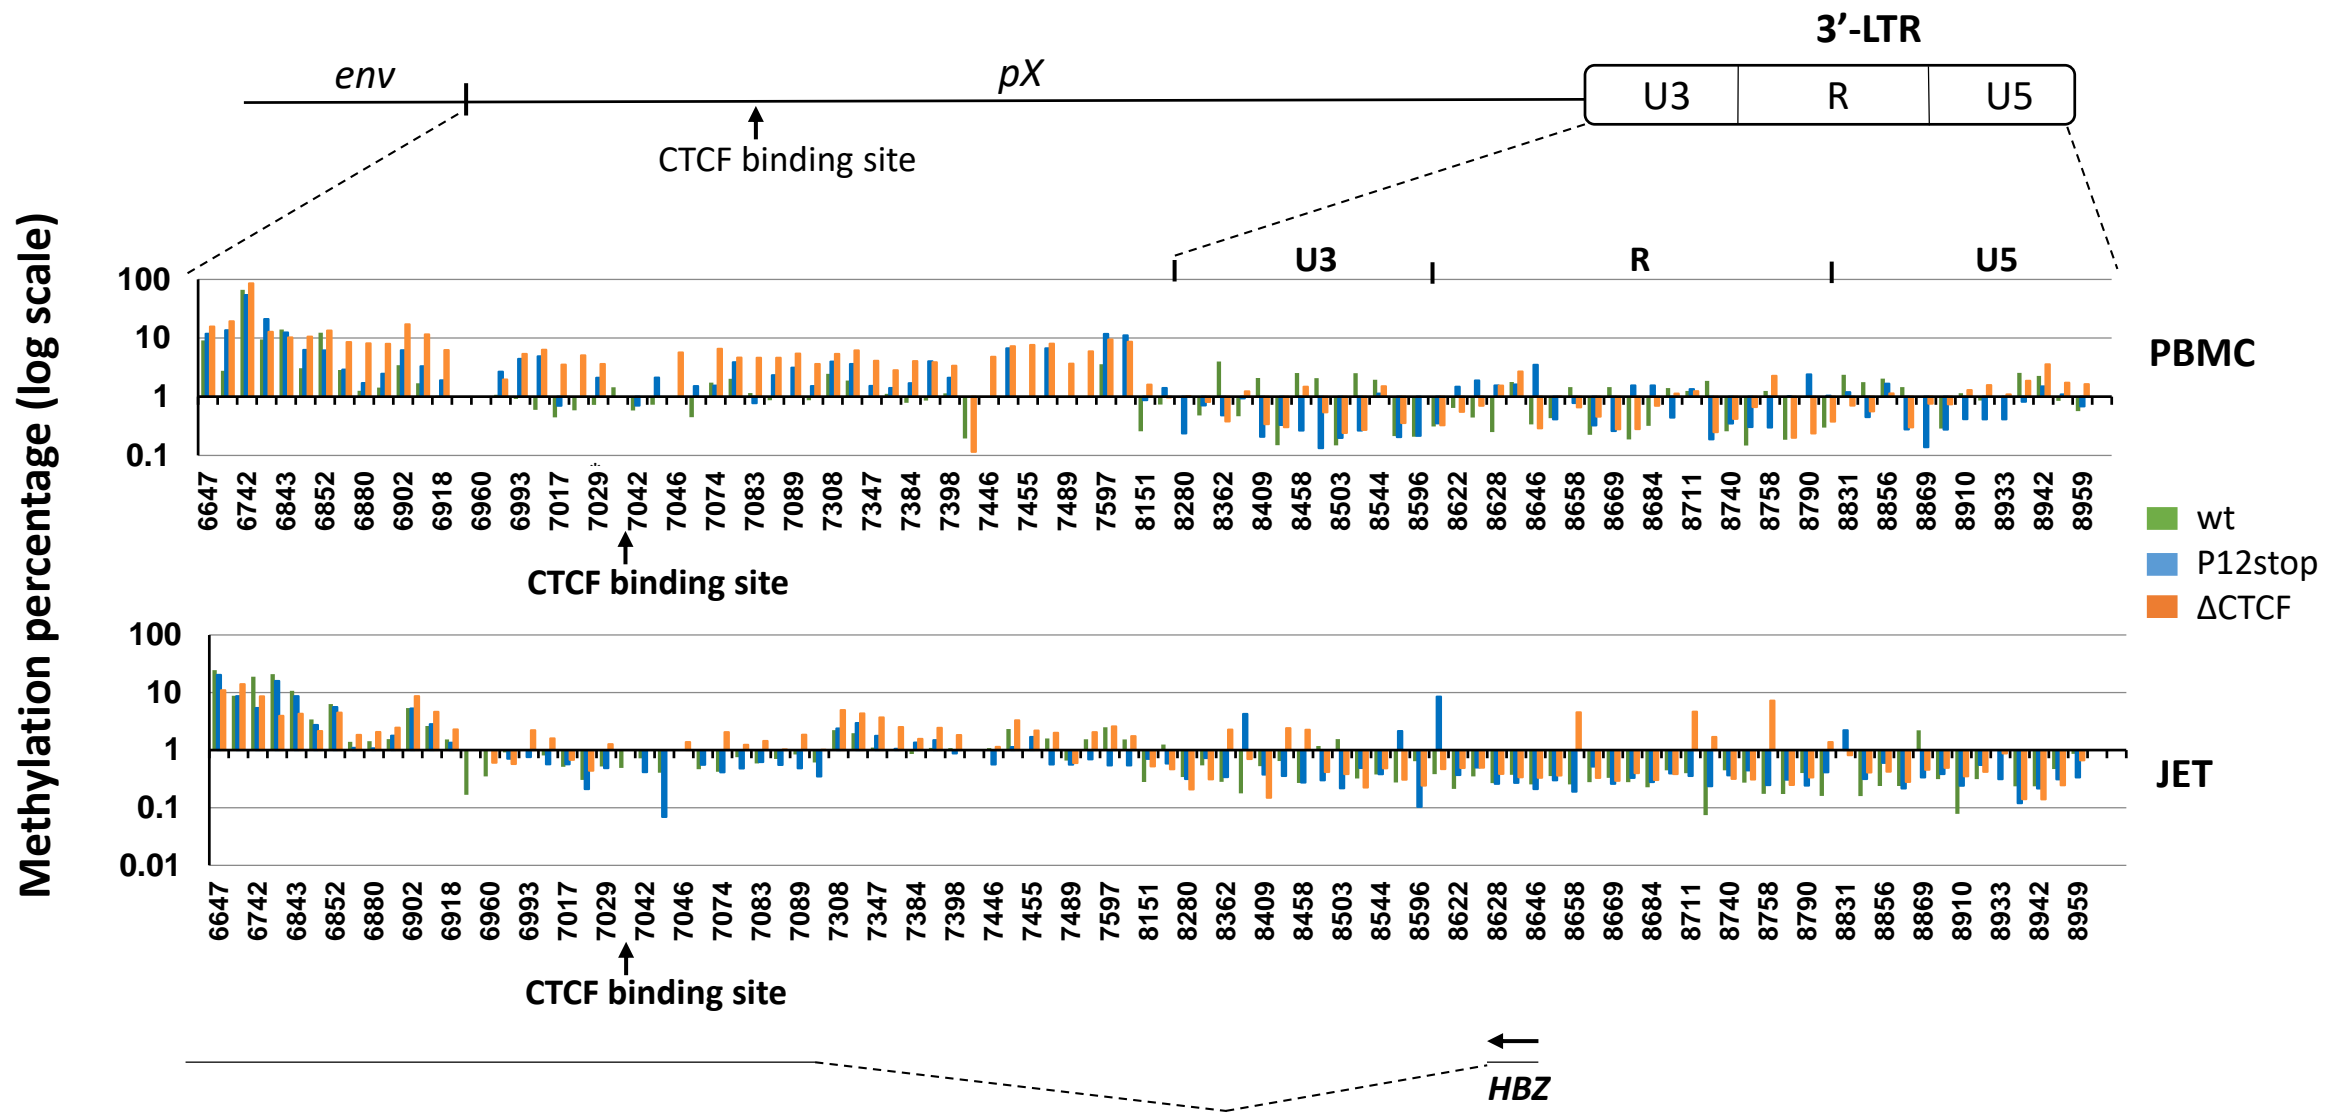 3’-LTR
env
pX
U3 R U5
CTCF binding site
Methylation percentage (log scale)
U3 R U5
100
10
1
0.1
PBMC
6647 6742 6843 6852 6880 6902 6918 6960 6993 7017 7029 7042 7046 7074 7083 7089 7308 7347 7384 7398 7446 7455 7489 7597 8151 8280 8362 8409 8458 8503 8544 8596 8622 8628 8646 8658 8669 8684 8711 8740 8758 8790 8831 8856 8869 8910 8933 8942 8959
CTCF binding site
wt
P12stop
ΔCTCF
100
10
1
0.1
0.01
JET
6647 6742 6843 6852 6880 6902 6918 6960 6993 7017 7029 7042 7046 7074 7083 7089 7308 7347 7384 7398 7446 7455 7489 7597 8151 8280 8362 8409 8458 8503 8544 8596 8622 8628 8646 8658 8669 8684 8711 8740 8758 8790 8831 8856 8869 8910 8933 8942 8959
CTCF binding site
HBZ